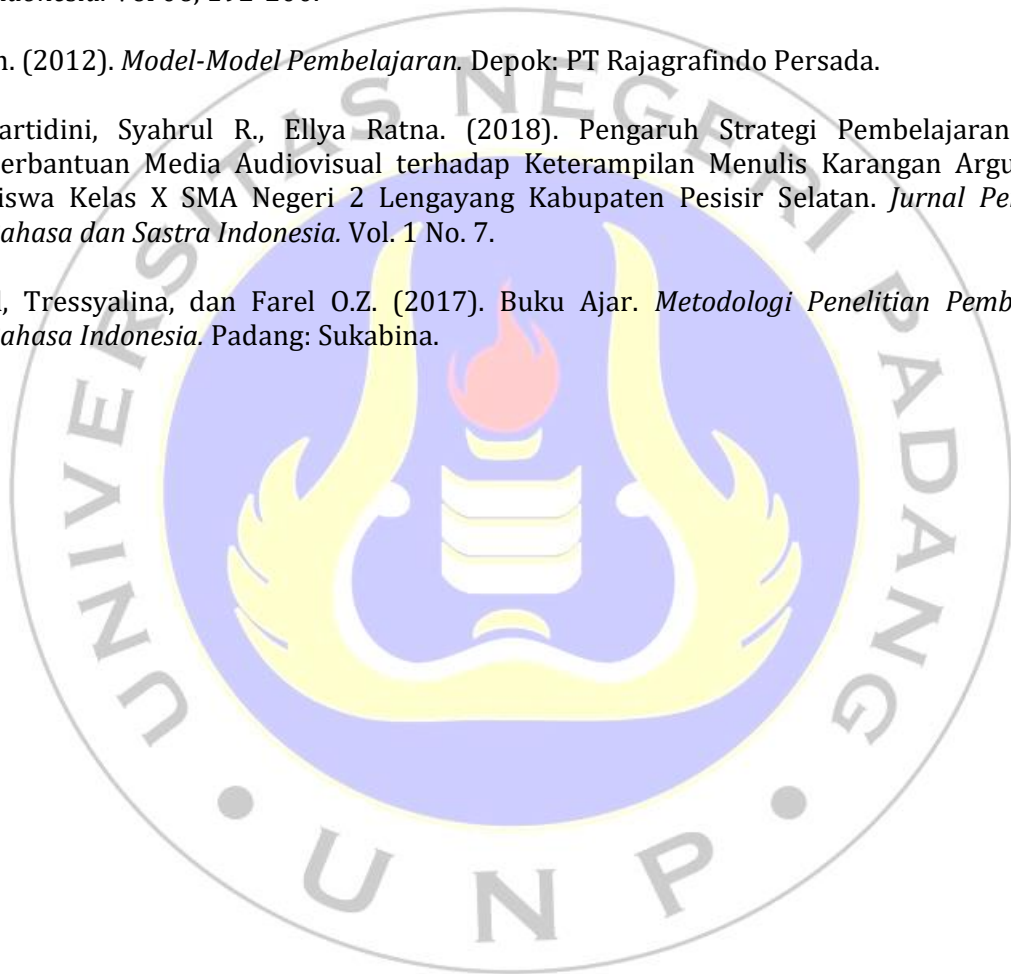 Vol 08, 192-200.
n. (2012). Model-Model Pembelajaran. Depok: PT Rajagrafindo Persada.
artidini, Syahrul R., Ellya Ratna. (2018). Pengaruh Strategi Pembelajaran
erbantuan Media Audiovisual terhadap Keterampilan Menulis Karangan Argu
iswa Kelas X SMA Negeri 2 Lengayang Kabupaten Pesisir Selatan. Jurnal Pe
ahasa dan Sastra Indonesia. Vol. 1 No. 7.
, Tressyalina, dan Farel O.Z. (2017). Buku Ajar. Metodologi Penelitian Pemb
ahasa Indonesia. Padang: Sukabina.
UNIVERSITAS NEGERI PADANG
UNP